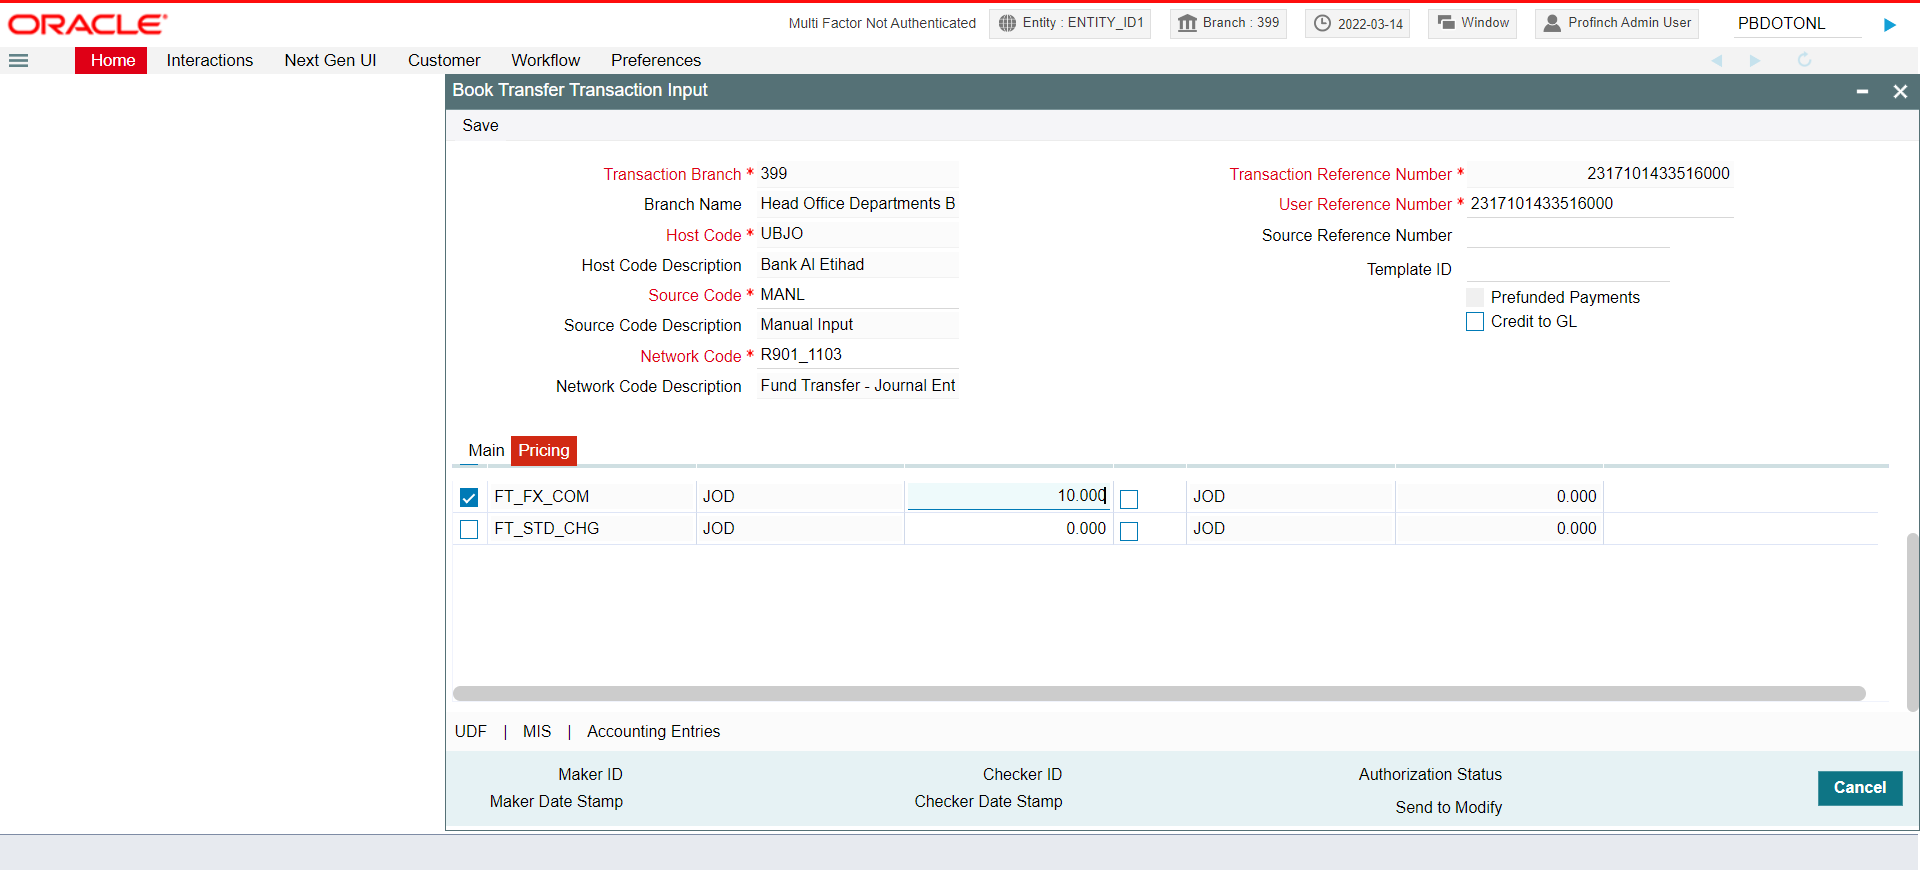 ORACLE
Multi Factor Not Authenticated
Entity : ENTITY_ID1
Branch : 399
2022-03-14
Window
Profinch Admin User
PBDOTONL
Home
Interactions
Next Gen UI
Customer
Workflow
Preferences
Book Transfer Transaction Input
Save
Transaction Branch * 399
Branch Name Head Office Departments B
Host Code * UBJO
Host Code Description Bank Al Etihad
Source Code * MANL
Source Code Description Manual Input
Network Code * R901_1103
Network Code Description Fund Transfer - Journal Ent
Transaction Reference Number * 2317101433516000
User Reference Number * 2317101433516000
Source Reference Number
Template ID
Prefunded Payments
Credit to GL
Main Pricing
FT_FX_COM JOD 10.000 JOD 0.000
FT_STD_CHG JOD 0.000 JOD 0.000
UDF | MIS | Accounting Entries
Maker ID
Maker Date Stamp
Checker ID
Checker Date Stamp
Authorization Status
Send to Modify
Cancel